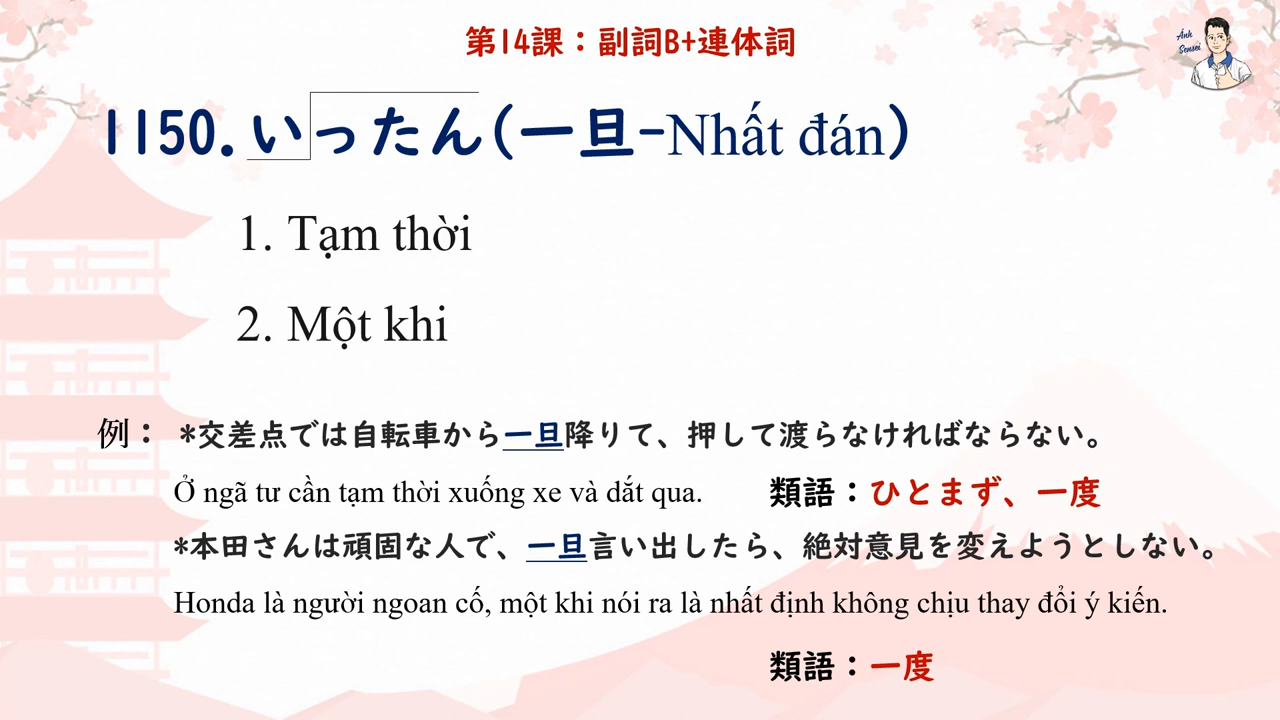 第14課：副詞B+連体詞
Ánh
Sensei
1150.いったん(一旦-Nhất đán)
1. Tạm thời
2. Một khi
例： *交差点では自転車から一旦降りて、押して渡らなければならない。
Ở ngã tư cần tạm thời xuống xe và dắt qua. 類語：ひとまず、一度
*本田さんは頑固な人で、一旦言い出したら、絶対意見を変えようとしない。
Honda là người ngoan cố, một khi nói ra là nhất định không chịu thay đổi ý kiến.
類語：一度